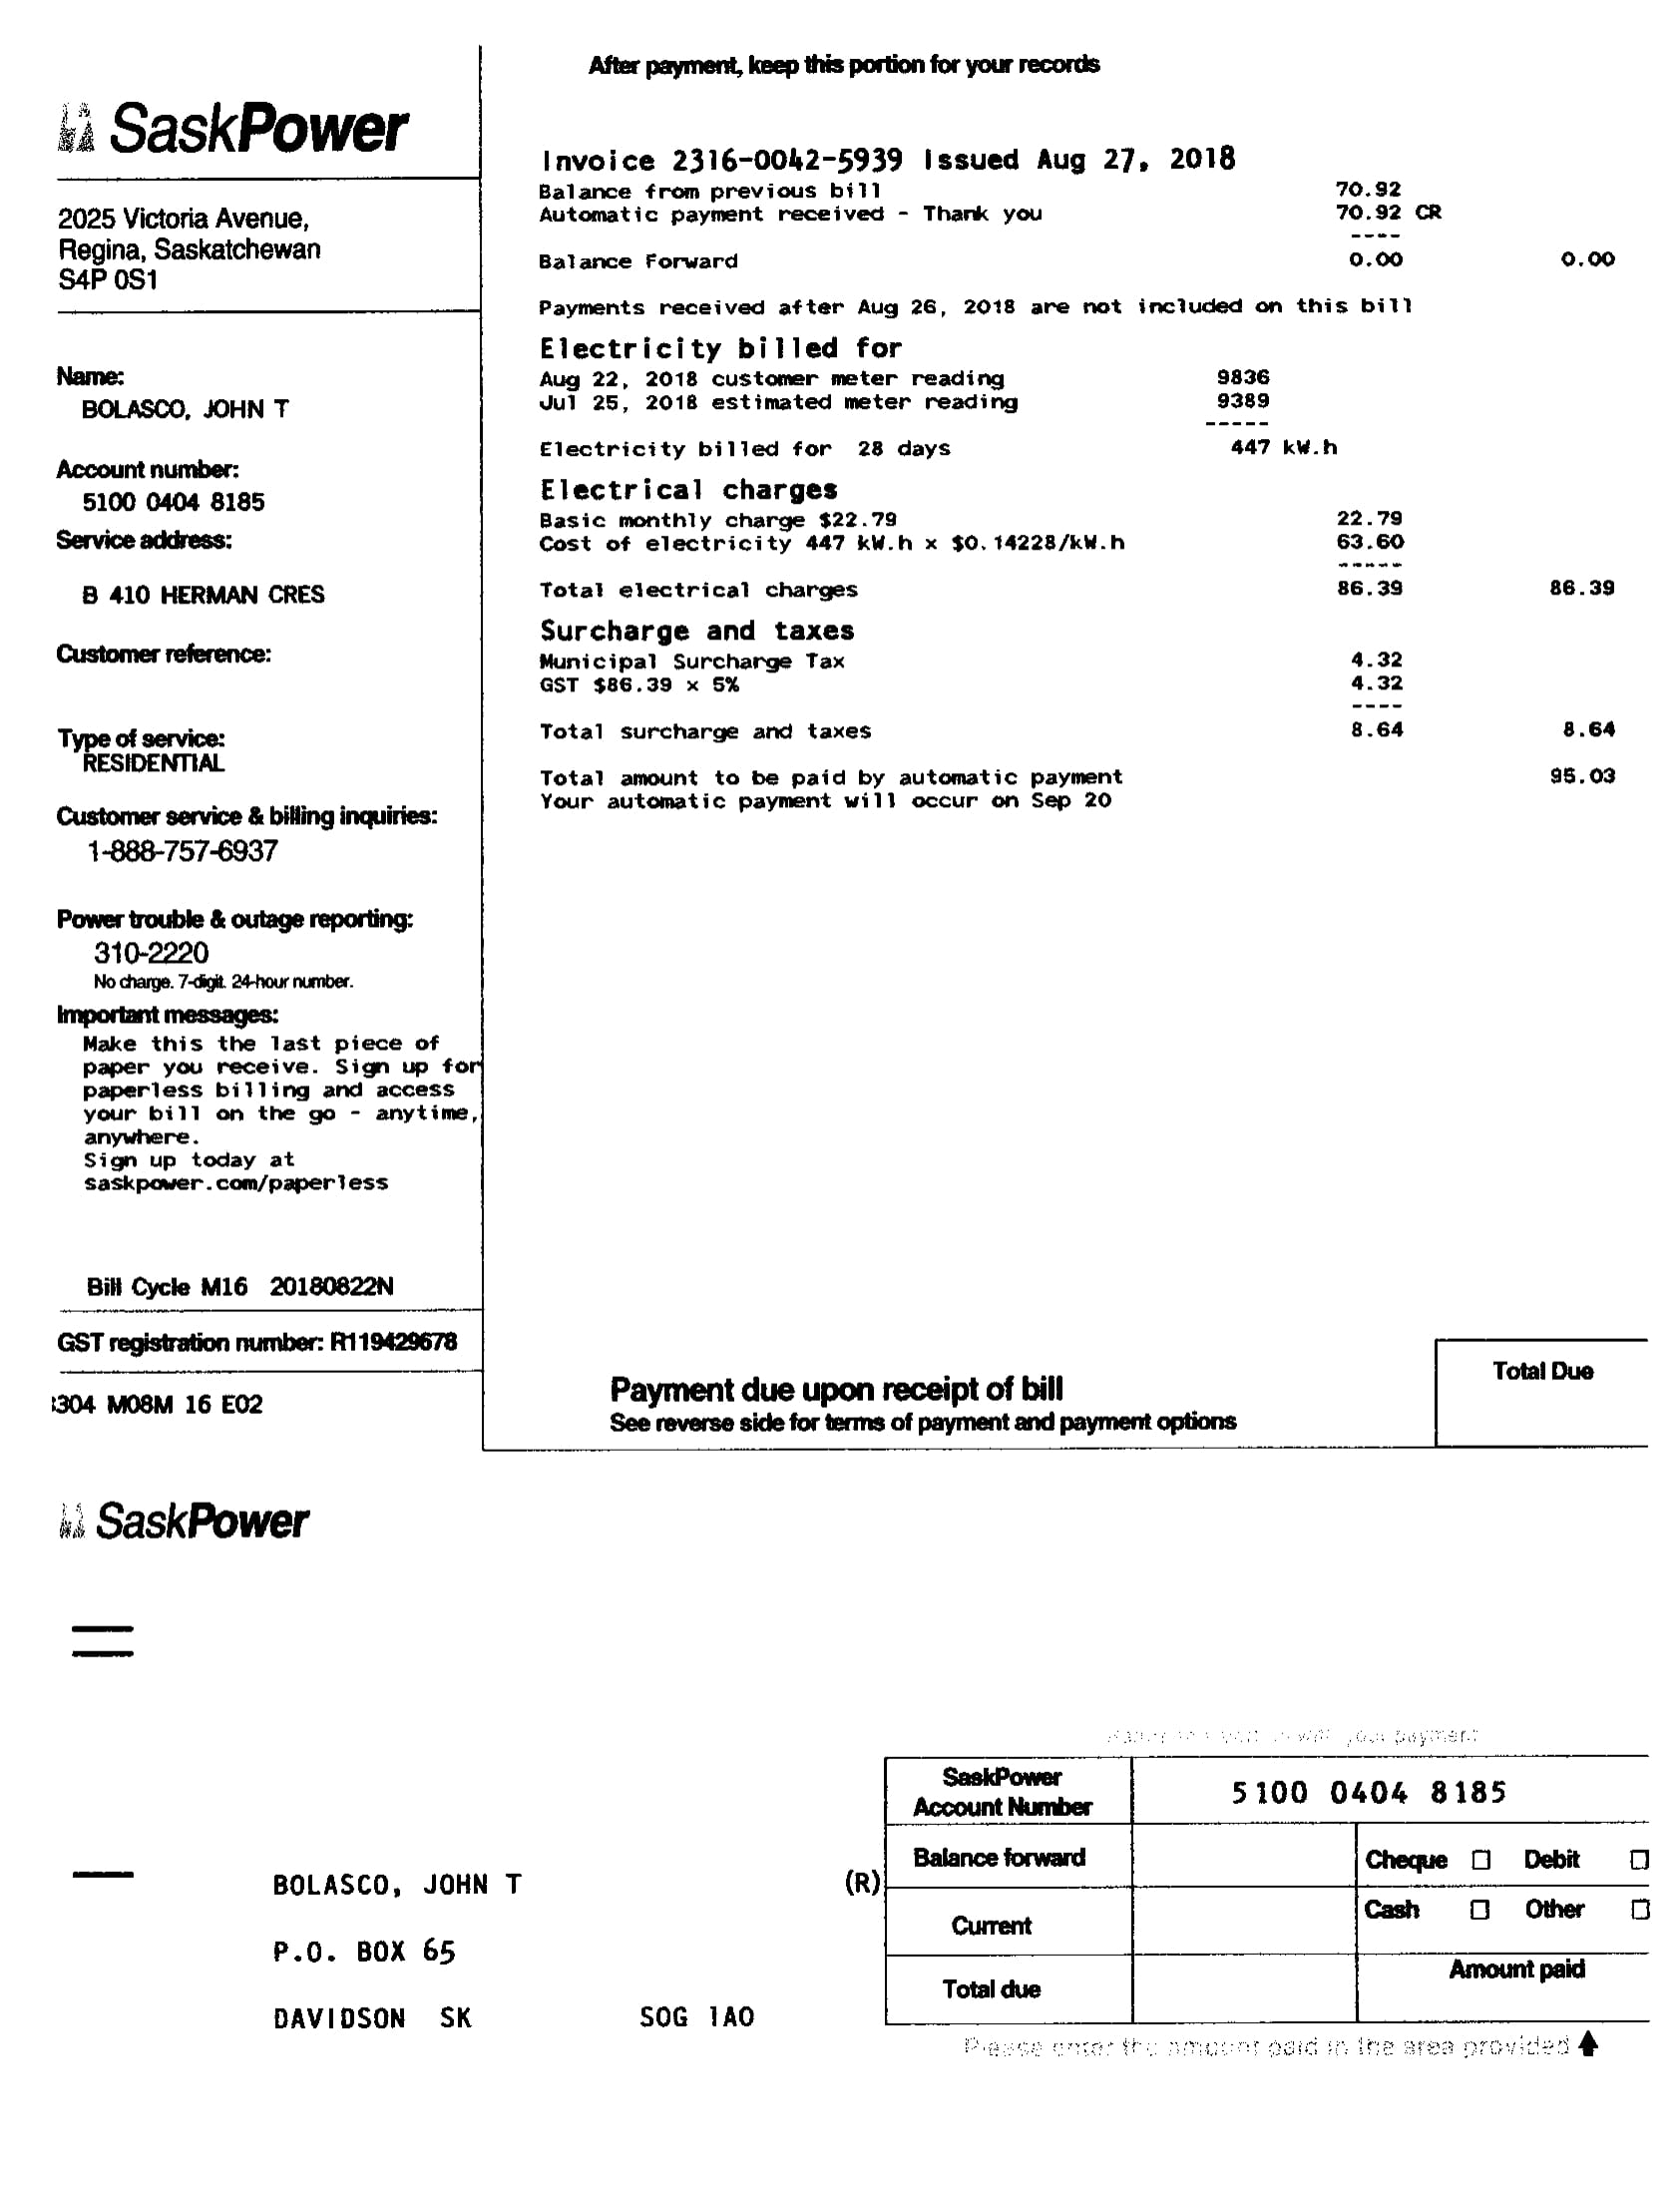 After payment, keep this portion for your records
SaskPower
2025 Victoria Avenue,
Regina, Saskatchewan
S4P 0S1
Name:
BOLASCO, JOHN T
Account number:
5100 0404 8185
Service address:
B 410 HERMAN CRES
Customer reference:
Type of service:
RESIDENTIAL
Customer service & billing inquiries:
1-888-757-6937
Power trouble & outage reporting:
310-2220
No charge. 7-digit. 24-hour number.
Important messages:
Make this the last piece of
paper you receive. Sign up for
paperless billing and access
your bill on the go - anytime,
anywhere.
Sign up today at
saskpower.com/paperless
Bill Cycle M16 20180822N
GST registration number: R119429678
304 M08M 16 E02
Invoice 2316-0042-5939 Issued Aug 27, 2018
Balance from previous bill 70.92
Automatic payment received - Thank you 70.92 CR
----
Balance Forward 0.00 0.00
Payments received after Aug 26, 2018 are not included on this bill
Electricity billed for
Aug 22, 2018 customer meter reading 9836
Jul 25, 2018 estimated meter reading 9389
-----
Electricity billed for 28 days 447 kW.h
Electrical charges
Basic monthly charge $22.79 22.79
Cost of electricity 447 kW.h x $0.14228/kW.h 63.60
-----
Total electrical charges 86.39 86.39
Surcharge and taxes
Municipal Surcharge Tax 4.32
GST $86.39 x 5% 4.32
----
Total surcharge and taxes 8.64 8.64
Total amount to be paid by automatic payment 95.03
Your automatic payment will occur on Sep 20
Payment due upon receipt of bill
See reverse side for terms of payment and payment options
Total Due
SaskPower
your payment
SaskPower
Account Number 5100 0404 8185
Balance forward Cheque Debit
Current Cash Other
Total due Amount paid
(R)
BOLASCO, JOHN T
P.O. BOX 65
DAVIDSON SK SOG 1AO
Please enter the amount paid in the area provided